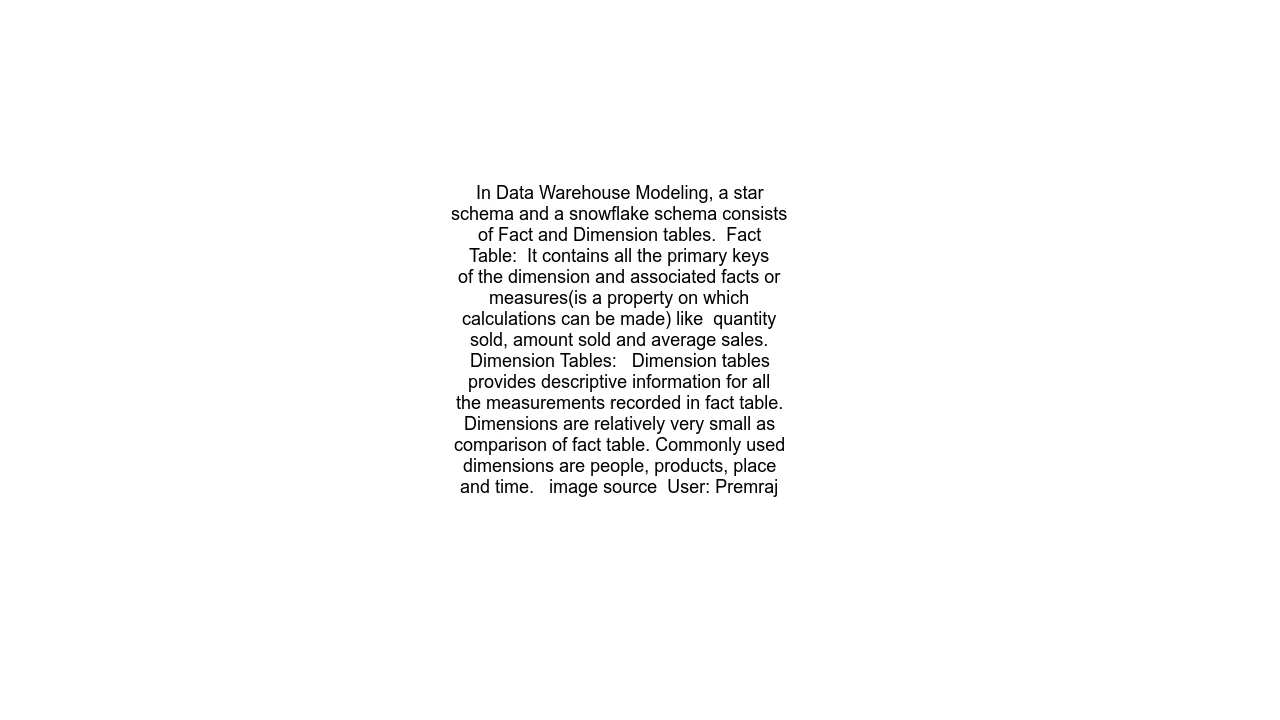 In Data Warehouse Modeling, a star
schema and a snowflake schema consists
of Fact and Dimension tables.  Fact
Table:  It contains all the primary keys
of the dimension and associated facts or
measures(is a property on which
calculations can be made) like  quantity
sold, amount sold and average sales.
Dimension Tables:   Dimension tables
provides descriptive information for all
the measurements recorded in fact table.
Dimensions are relatively very small as
comparison of fact table. Commonly used
dimensions are people, products, place
and time.   image source  User: Premraj